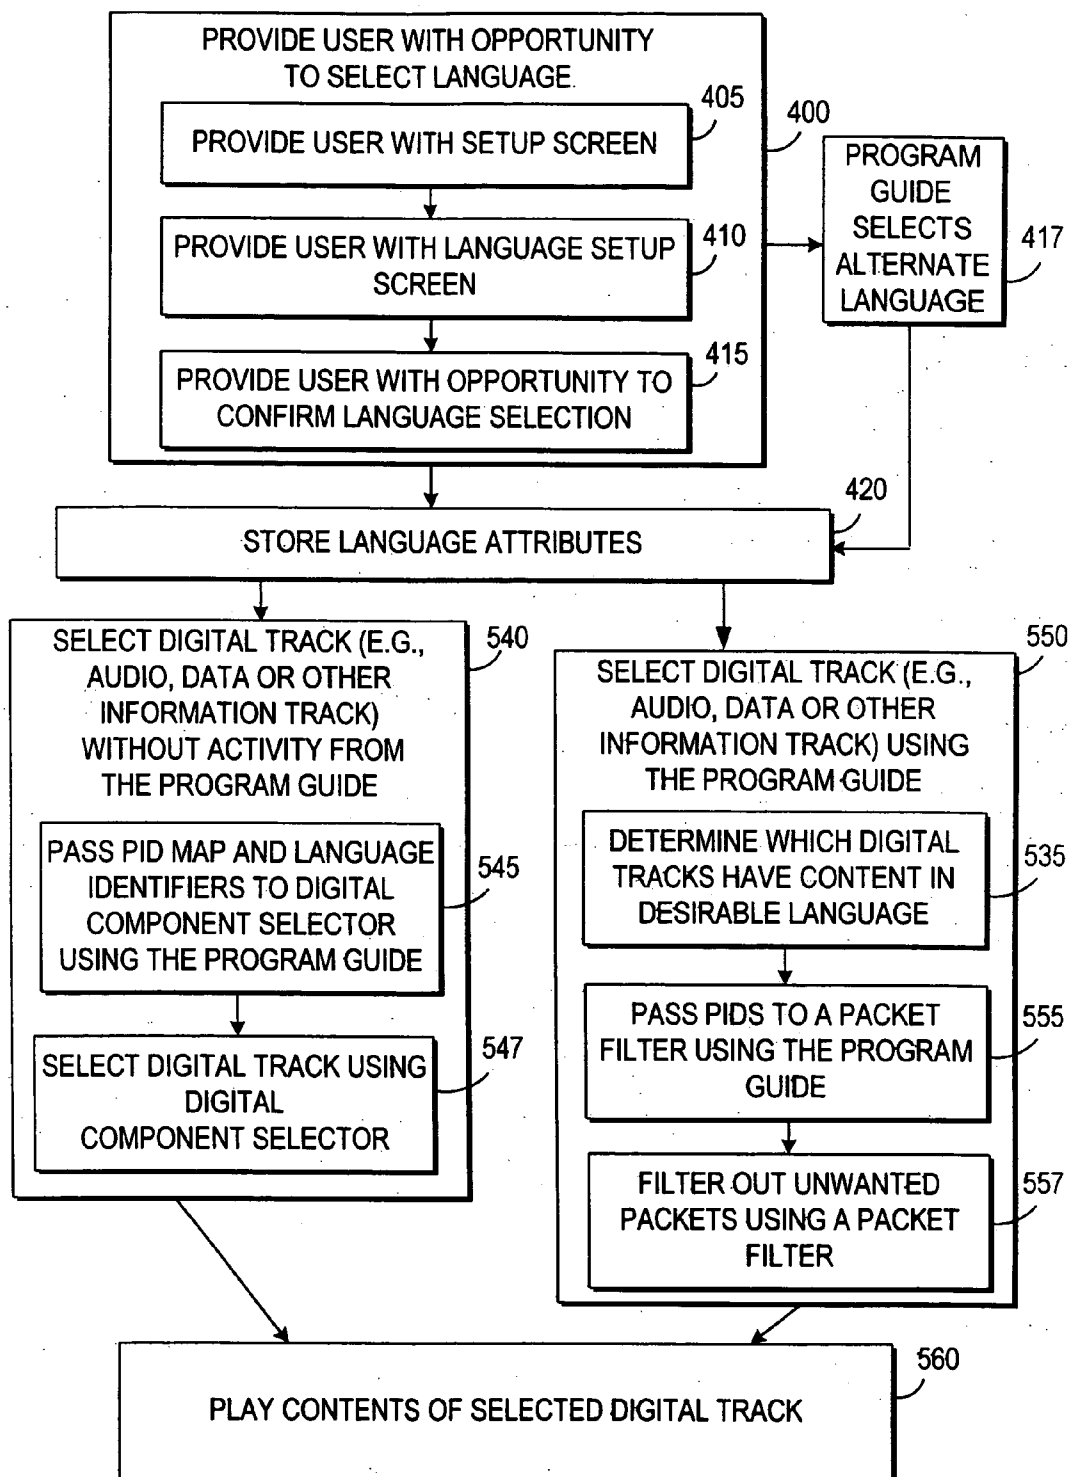 PROVIDE USER WITH OPPORTUNITY
TO SELECT LANGUAGE.
405
PROVIDE USER WITH SETUP SCREEN
400
410
PROVIDE USER WITH LANGUAGE SETUP
SCREEN
415
PROVIDE USER WITH OPPORTUNITY TO
CONFIRM LANGUAGE SELECTION
PROGRAM
GUIDE
SELECTS
ALTERNATE
LANGUAGE
417
420
STORE LANGUAGE ATTRIBUTES
540
SELECT DIGITAL TRACK (E.G.,
AUDIO, DATA OR OTHER
INFORMATION TRACK)
WITHOUT ACTIVITY FROM
THE PROGRAM GUIDE
PASS PID MAP AND LANGUAGE
IDENTIFIERS TO DIGITAL
COMPONENT SELECTOR
USING THE PROGRAM GUIDE
545
SELECT DIGITAL TRACK USING
DIGITAL
COMPONENT SELECTOR
547
550
SELECT DIGITAL TRACK (E.G.,
AUDIO, DATA OR OTHER
INFORMATION TRACK) USING
THE PROGRAM GUIDE
DETERMINE WHICH DIGITAL
TRACKS HAVE CONTENT IN
DESIRABLE LANGUAGE
535
PASS PIDS TO A PACKET
FILTER USING THE PROGRAM
GUIDE
555
FILTER OUT UNWANTED
PACKETS USING A PACKET
FILTER
557
560
PLAY CONTENTS OF SELECTED DIGITAL TRACK